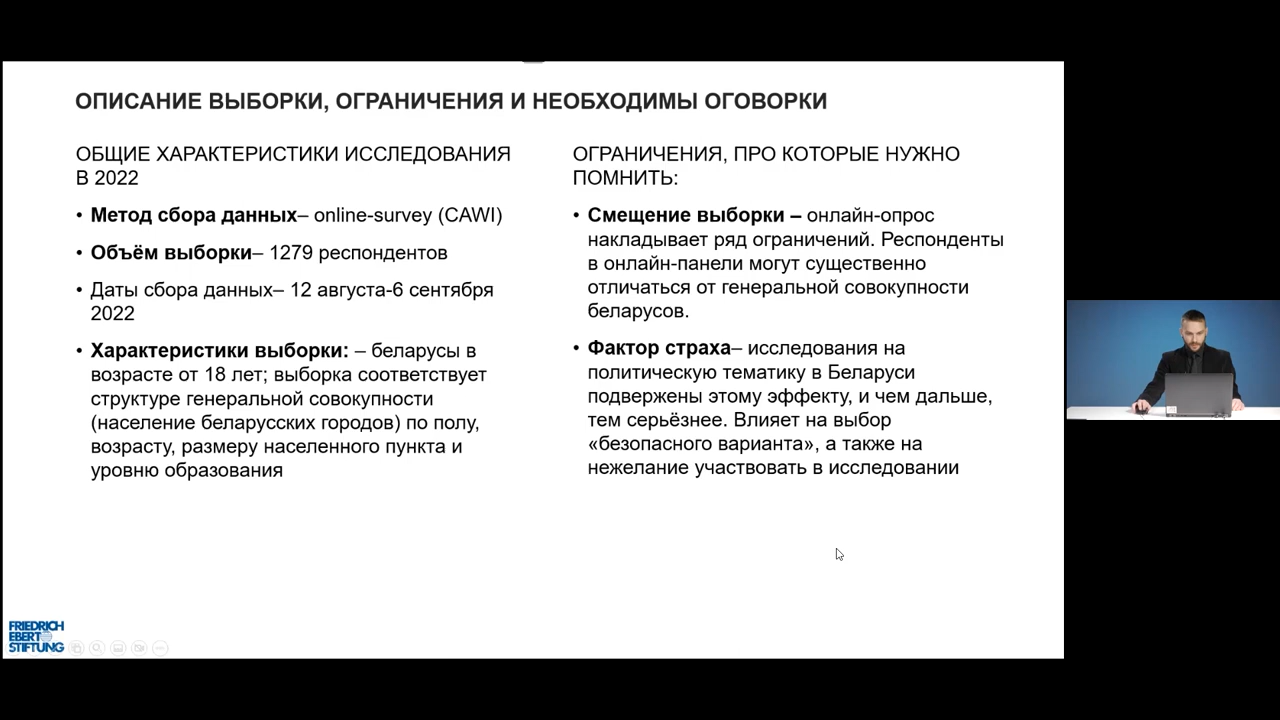 ОПИСАНИЕ ВЫБОРКИ, ОГРАНИЧЕНИЯ И НЕОБХОДИМЫ ОГОВОРКИ
ОБЩИЕ ХАРАКТЕРИСТИКИ ИССЛЕДОВАНИЯ
В 2022
• Метод сбора данных– online-survey (CAWI)
• Объём выборки– 1279 респондентов
• Даты сбора данных– 12 августа-6 сентября
2022
• Характеристики выборки: – беларусы в
возрасте от 18 лет; выборка соответствует
структуре генеральной совокупности
(население беларусских городов) по полу,
возрасту, размеру населенного пункта и
уровню образования
ОГРАНИЧЕНИЯ, ПРО КОТОРЫЕ НУЖНО
ПОМНИТЬ:
• Смещение выборки – онлайн-опрос
накладывает ряд ограничений. Респонденты
в онлайн-панели могут существенно
отличаться от генеральной совокупности
беларусов.
• Фактор страха– исследования на
политическую тематику в Беларуси
подвержены этому эффекту, и чем дальше,
тем серьёзнее. Влияет на выбор
«безопасного варианта», а также на
нежелание участвовать в исследовании
FRIEDRICH
EBERT
STIFTUNG